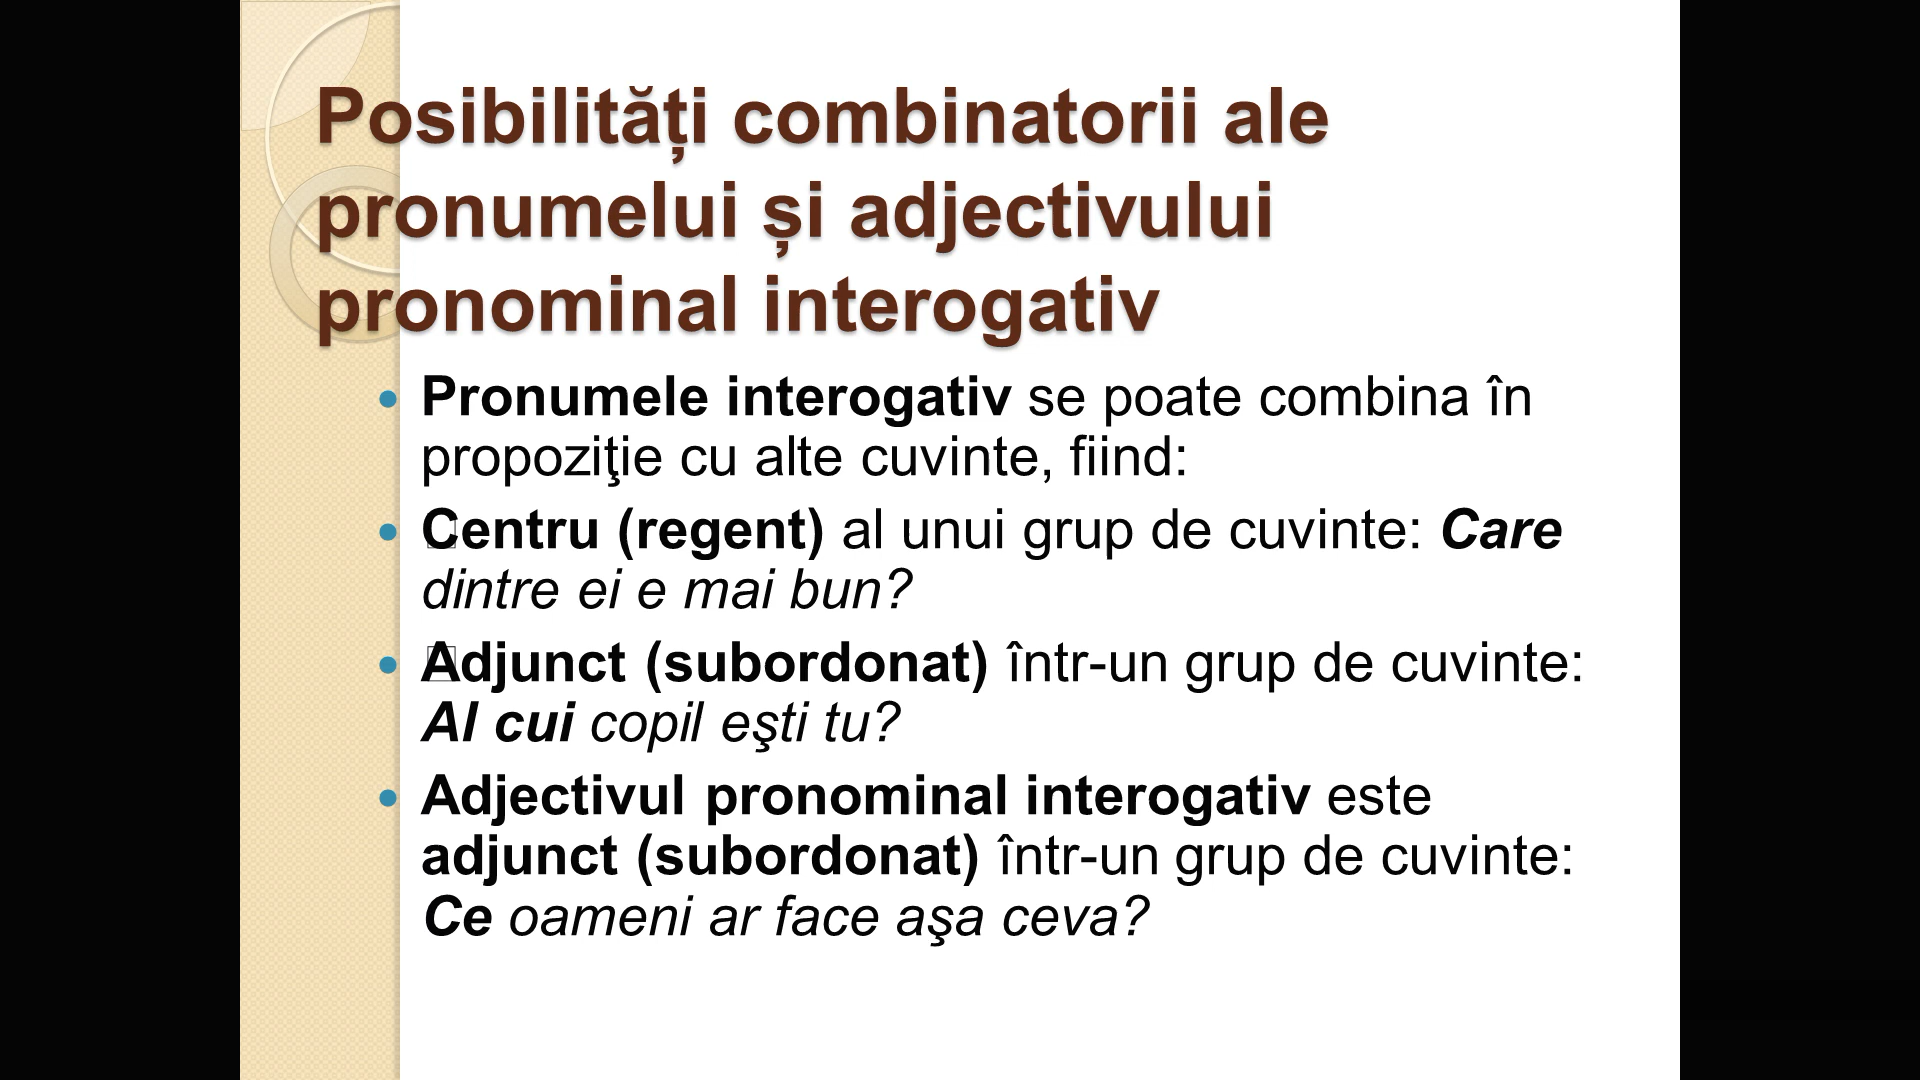 Posibilități combinatorii ale
pronumelui și adjectivului
pronominal interogativ
Pronumele interogativ se poate combina în
propoziţie cu alte cuvinte, fiind:
Centru (regent) al unui grup de cuvinte: Care
dintre ei e mai bun?
Adjunct (subordonat) într-un grup de cuvinte:
Al cui copil eşti tu?
Adjectivul pronominal interogativ este
adjunct (subordonat) într-un grup de cuvinte:
Ce oameni ar face aşa ceva?